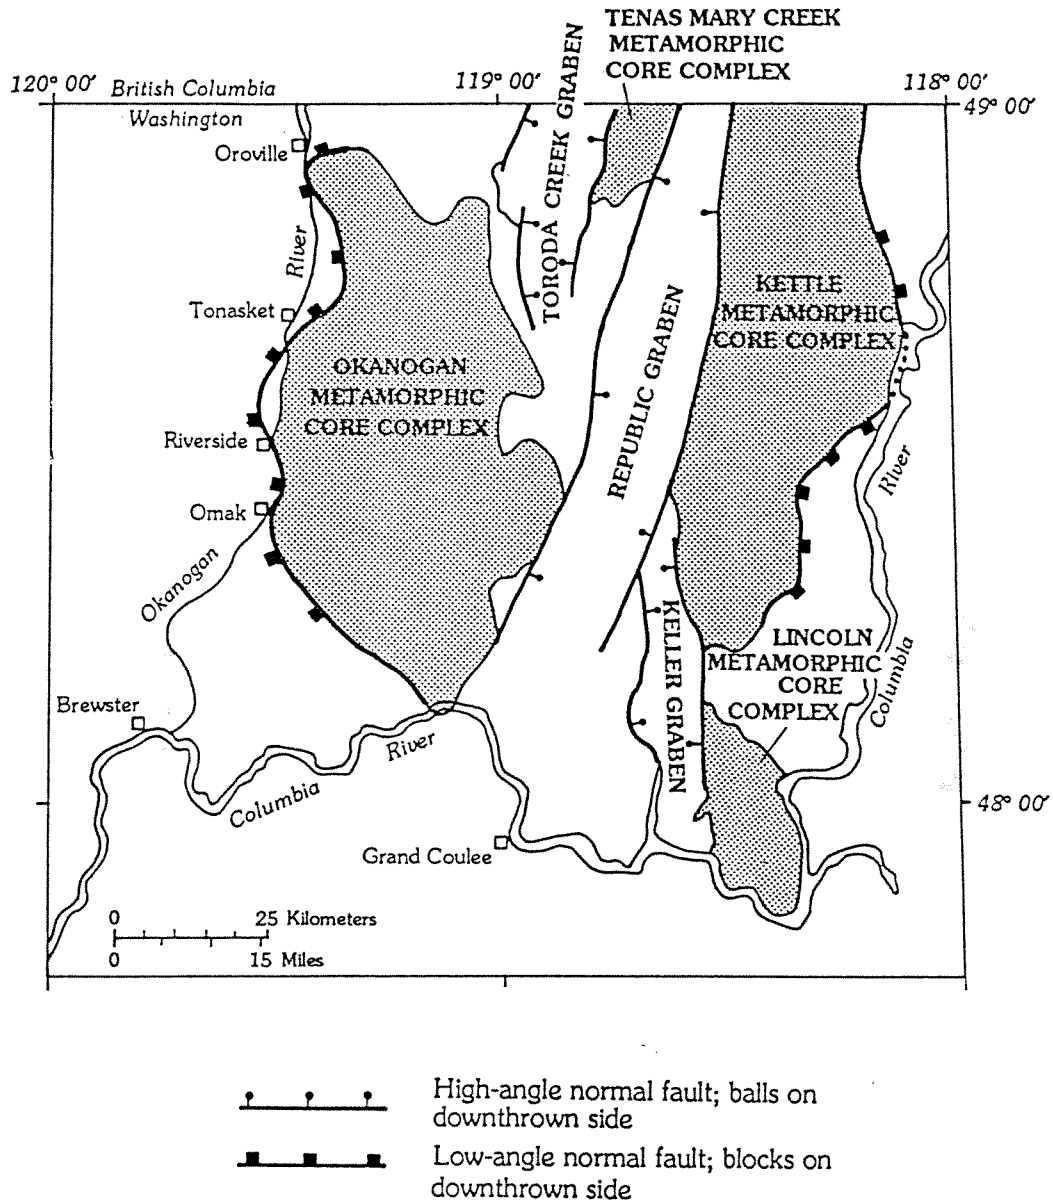 TENAS MARY CREEK
METAMORPHIC
CORE COMPLEX
120° 00′
119° 00′
118° 00′
49° 00′
British Columbia
Washington
Oroville
TORODA CREEK GRABEN
River
Tonasket
KETTLE
METAMORPHIC
CORE COMPLEX
OKANOGAN
METAMORPHIC
CORE COMPLEX
REPUBLIC GRABEN
Riverside
River
Omak
Okanogan
KELLER GRABEN
LINCOLN
METAMORPHIC
CORE
COMPLEX
Columbia
Brewster
River
Columbia
48° 00′
Grand Coulee
0 25 Kilometers
0 15 Miles
High-angle normal fault; balls on
downthrown side
Low-angle normal fault; blocks on
downthrown side